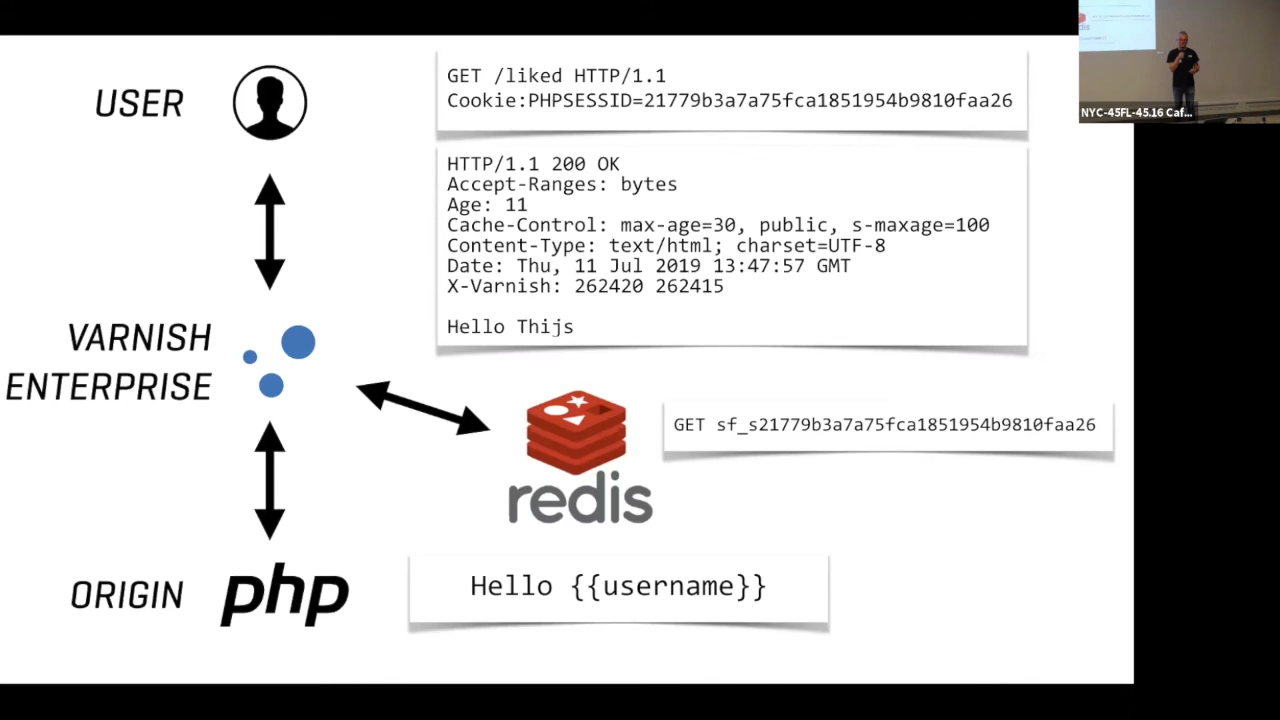 USER
GET /liked HTTP/1.1
Cookie:PHPSESSID=21779b3a7a75fca1851954b9810faa26
HTTP/1.1 200 OK
Accept-Ranges: bytes
Age: 11
Cache-Control: max-age=30, public, s-maxage=100
Content-Type: text/html; charset=UTF-8
Date: Thu, 11 Jul 2019 13:47:57 GMT
X-Varnish: 262420 262415
Hello Thijs
VARNISH
ENTERPRISE
redis
GET sf_s21779b3a7a75fca1851954b9810faa26
ORIGIN
php
Hello {{username}}
NYC-45FL-45.16 Caf...